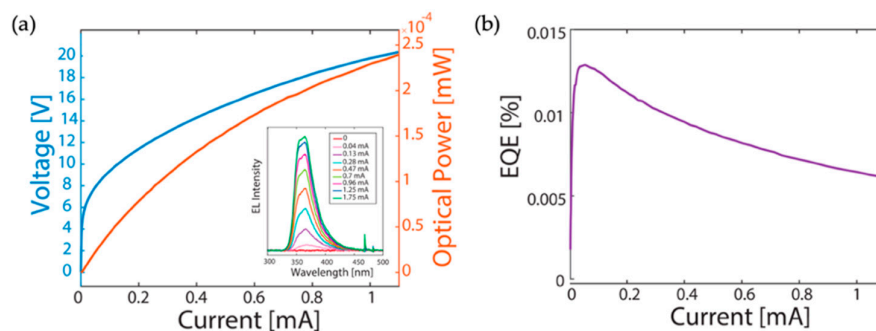 (a)
Voltage [V]
20
18
16
14
12
10
8
6
4
2
0
0.2
0.4
0.6
0.8
1
Current [mA]
×10⁻⁴
2.5
2
1.5
1
0.5
0
Optical Power [mW]
EL Intensity
0
0.04 mA
0.13 mA
0.28 mA
0.47 mA
0.7 mA
0.96 mA
1.25 mA
1.75 mA
300
350
400
450
500
Wavelength [nm]
(b)
EQE [%]
0.015
0.01
0.005
0
0
0.2
0.4
0.6
0.8
1
Current [mA]